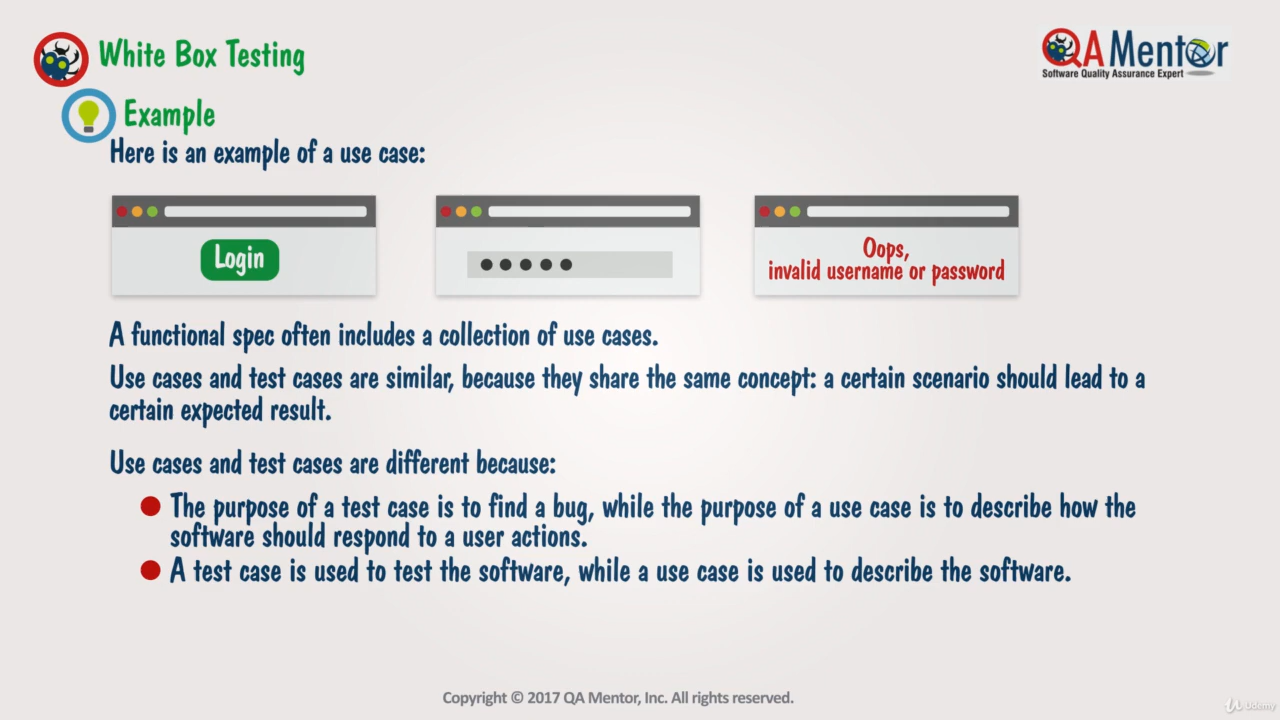 White Box Testing
QA Mentor
Software Quality Assurance Expert
Example
Here is an example of a use case:
Login
Oops,
invalid username or password
A functional spec often includes a collection of use cases.
Use cases and test cases are similar, because they share the same concept: a certain scenario should lead to a
certain expected result.
Use cases and test cases are different because:
The purpose of a test case is to find a bug, while the purpose of a use case is to describe how the
software should respond to a user actions.
A test case is used to test the software, while a use case is used to describe the software.
Copyright © 2017 QA Mentor, Inc. All rights reserved.
Udemy